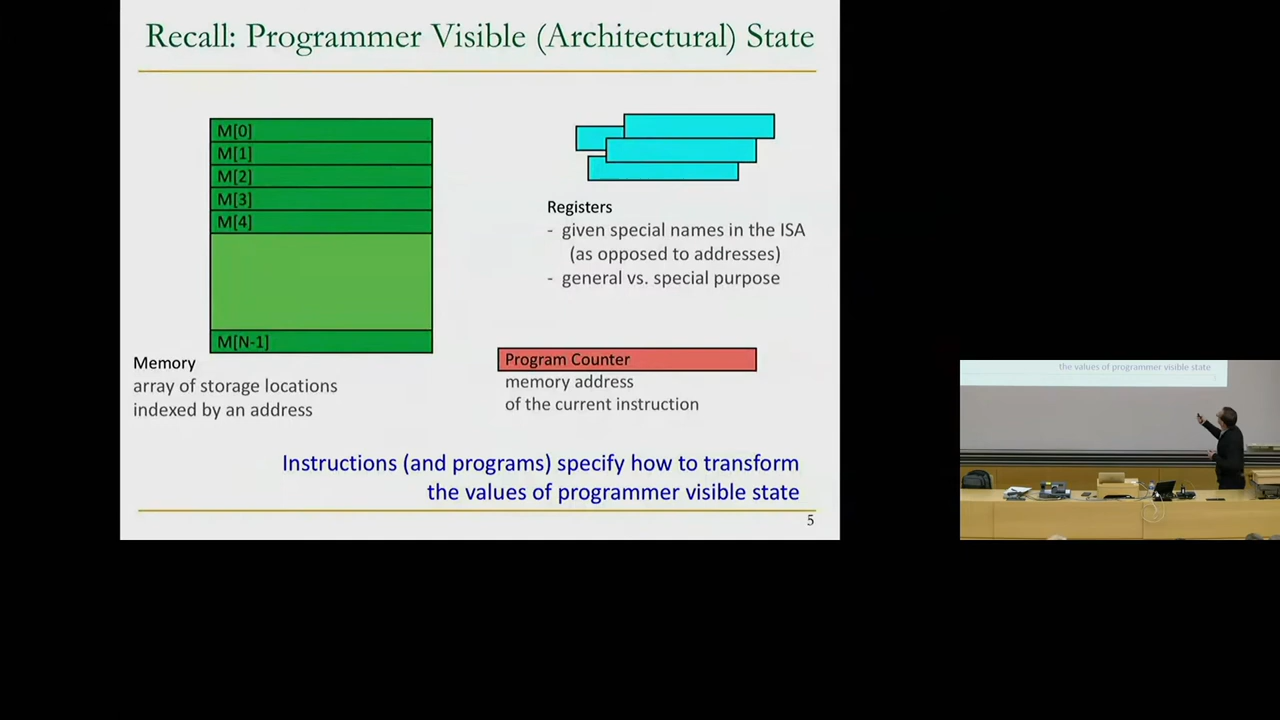 Recall: Programmer Visible (Architectural) State
M[0]
M[1]
M[2]
M[3]
M[4]
M[N-1]
Memory
array of storage locations
indexed by an address
Registers
- given special names in the ISA
(as opposed to addresses)
- general vs. special purpose
Program Counter
memory address
of the current instruction
Instructions (and programs) specify how to transform
the values of programmer visible state
5
the values of programmer visible state